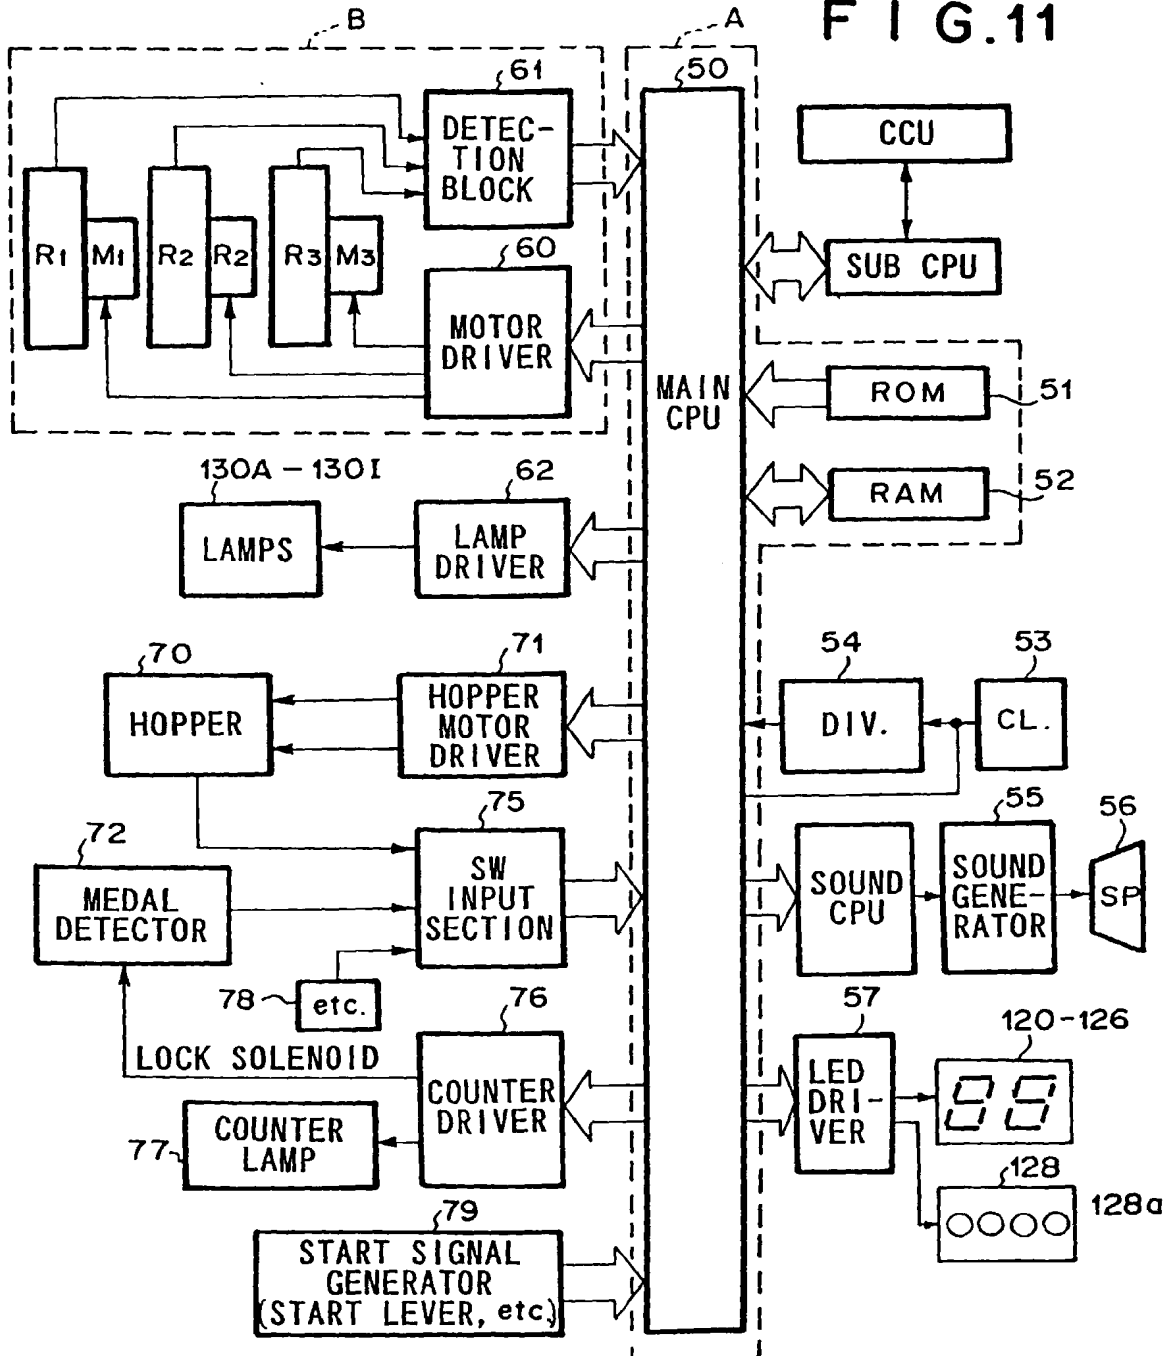 FIG.11
B
A
61
50
DETEC-
TION
BLOCK
CCU
R1
M1
R2
R2
R3
M3
60
SUB CPU
MOTOR
DRIVER
MAIN
CPU
ROM
51
130A-130I
62
RAM
52
LAMPS
LAMP
DRIVER
70
71
54
53
HOPPER
HOPPER
MOTOR
DRIVER
DIV.
CL.
72
75
55
56
MEDAL
DETECTOR
SW
INPUT
SECTION
SOUND
CPU
SOUND
GENE-
RATOR
SP
78
etc.
76
57
120-126
LOCK SOLENOID
COUNTER
DRIVER
LED
DRI-
VER
99
77
COUNTER
LAMP
128
128a
79
START SIGNAL
GENERATOR
(START LEVER, etc.)